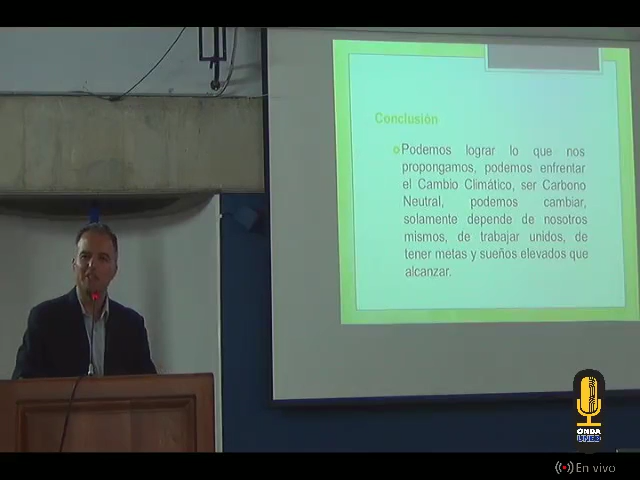 Conclusión
Podemos lograr lo que nos
propongamos, podemos enfrentar
el Cambio Climático, ser Carbono
Neutral, podemos cambiar,
solamente depende de nosotros
mismos, de trabajar unidos, de
tener metas y sueños elevados que
alcanzar.
ONDA
UNED
En vivo